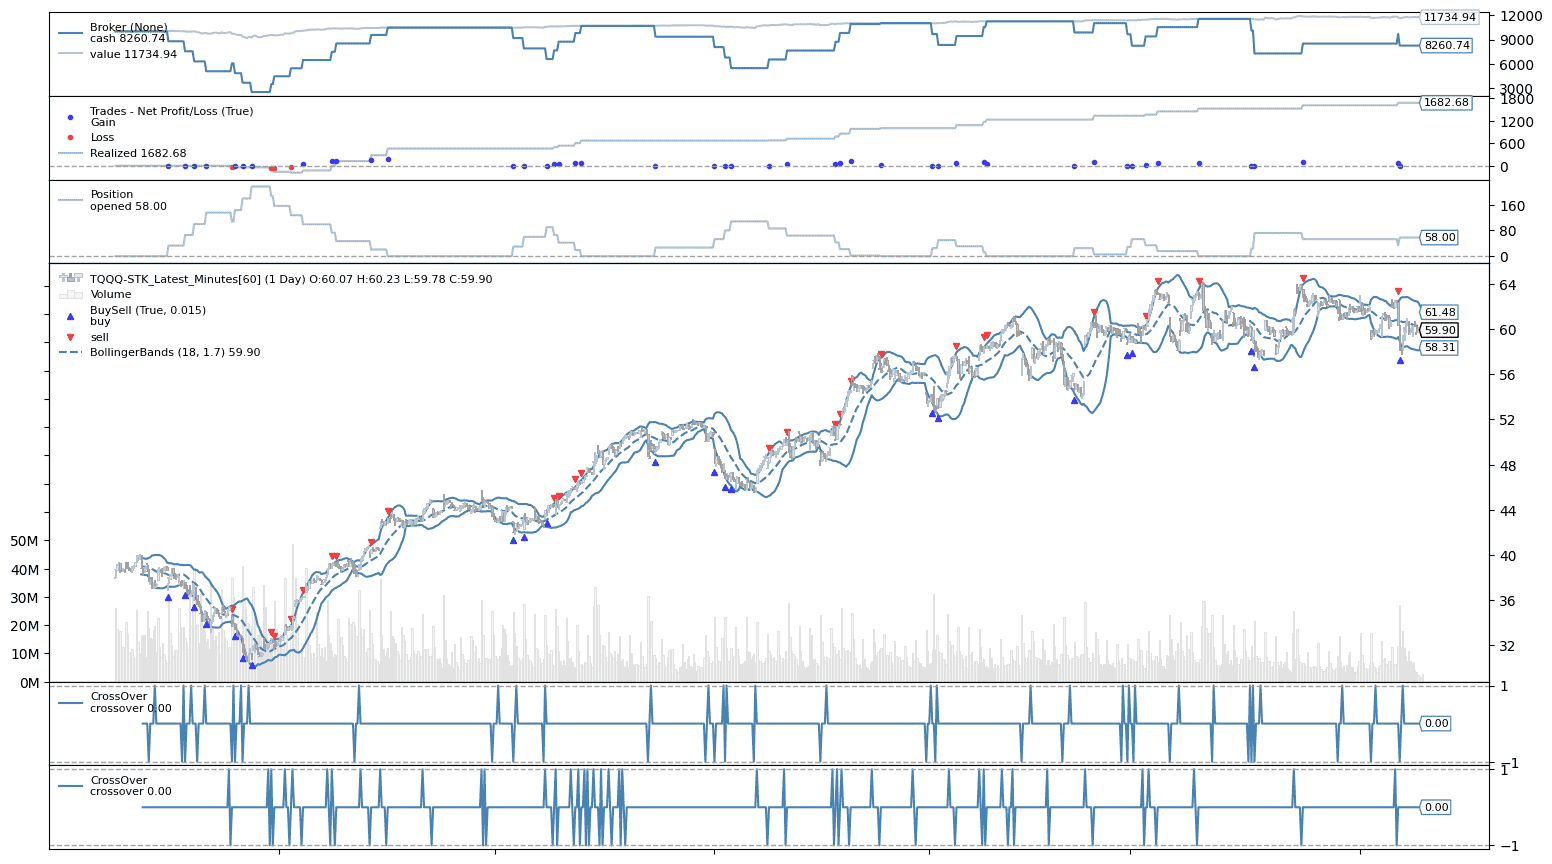 Broker (None)
cash 8260.74
value 11734.94
11734.94
8260.74
12000
9000
6000
3000
Trades - Net Profit/Loss (True)
Gain
Loss
Realized 1682.68
1682.68
1800
1200
600
0
Position
opened 58.00
58.00
160
80
0
TQQQ-STK_Latest_Minutes[60] (1 Day) O:60.07 H:60.23 L:59.78 C:59.90
Volume
BuySell (True, 0.015)
buy
sell
BollingerBands (18, 1.7) 59.90
61.48
59.90
58.31
64
60
56
52
48
44
40
36
32
50M
40M
30M
20M
10M
0M
CrossOver
crossover 0.00
0.00
1
−1
CrossOver
crossover 0.00
0.00
1
−1